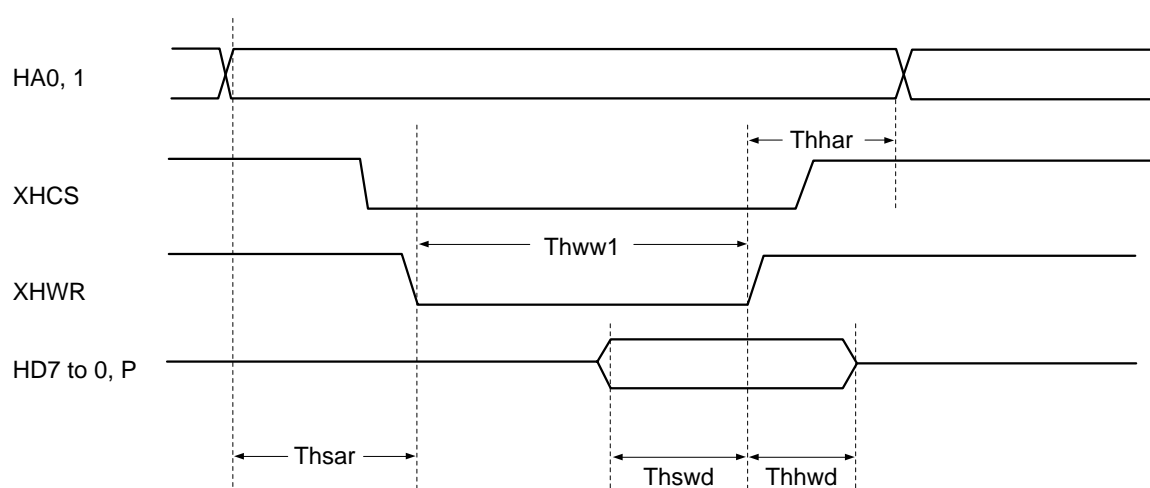 HA0, 1
Thhar
XHCS
Thww1
XHWR
HD7 to 0, P
Thsar
Thswd
Thhwd